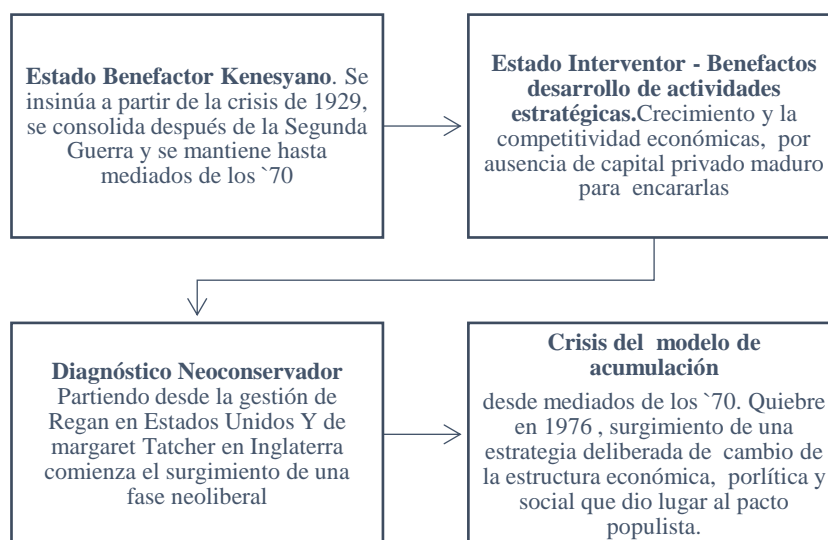 Estado Benefactor Kenesyano. Se
insinúa a partir de la crisis de 1929,
se consolida después de la Segunda
Guerra y se mantiene hasta
mediados de los `70
Estado Interventor - Benefactos
desarrollo de actividades
estratégicas.Crecimiento y la
competitividad económicas, por
ausencia de capital privado maduro
para encararlas
Diagnóstico Neoconservador
Partiendo desde la gestión de
Regan en Estados Unidos Y de
margaret Tatcher en Inglaterra
comienza el surgimiento de una
fase neoliberal
Crisis del modelo de
acumulación
desde mediados de los `70. Quiebre
en 1976 , surgimiento de una
estrategia deliberada de cambio de
la estructura económica, porlítica y
social que dio lugar al pacto
populista.